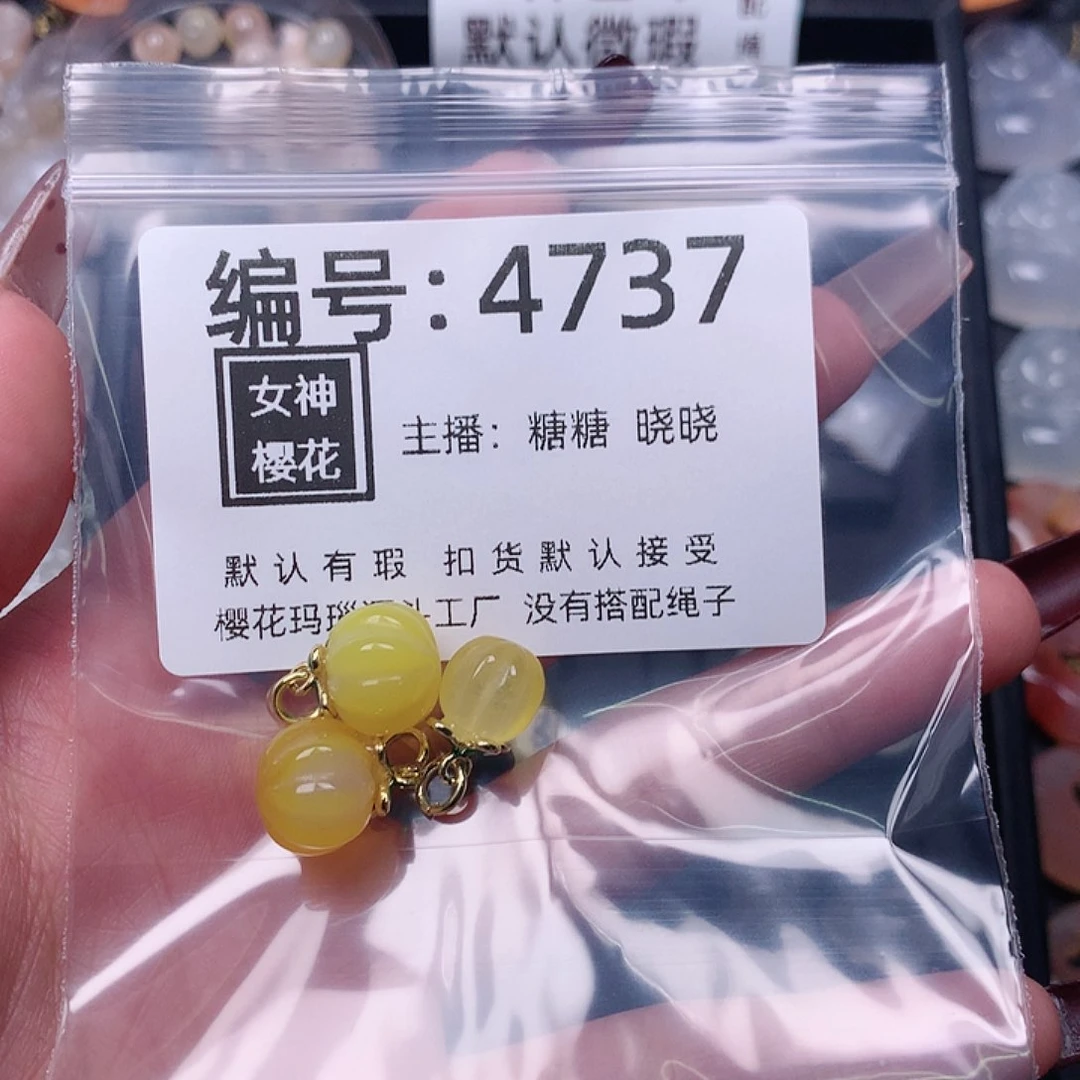 默认微瑕
编号:4737
女神
樱花
主播：糖糖 晓晓
默认有瑕 扣货默认接受
樱花玛瑙源头工厂 没有搭配绳子